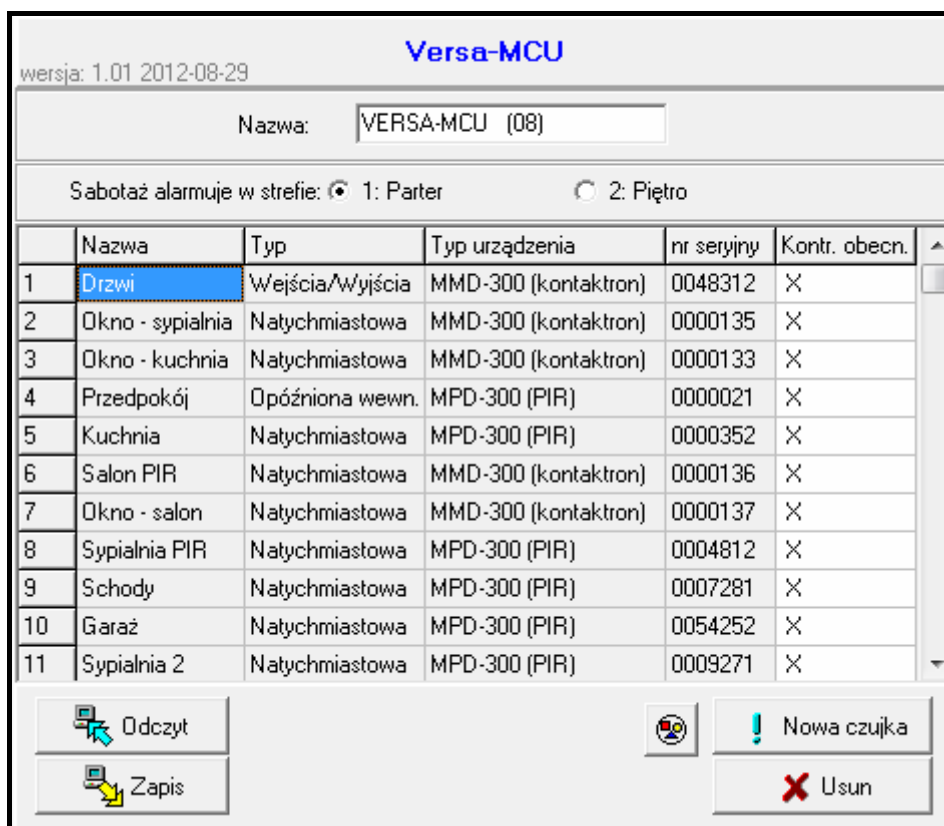 Versa-MCU
wersja: 1.01 2012-08-29
Nazwa: VERSA-MCU (08)
Sabotaż alarmuje w strefie: 1: Parter 2: Piętro
Nazwa Typ Typ urządzenia nr seryjny Kontr. obecn.
1 Drzwi Wejścia/Wyjścia MMD-300 (kontaktron) 0048312 X
2 Okno - sypialnia Natychmiastowa MMD-300 (kontaktron) 0000135 X
3 Okno - kuchnia Natychmiastowa MMD-300 (kontaktron) 0000133 X
4 Przedpokój Opóźniona wewn. MPD-300 (PIR) 0000021 X
5 Kuchnia Natychmiastowa MPD-300 (PIR) 0000352 X
6 Salon PIR Natychmiastowa MMD-300 (kontaktron) 0000136 X
7 Okno - salon Natychmiastowa MMD-300 (kontaktron) 0000137 X
8 Sypialnia PIR Natychmiastowa MPD-300 (PIR) 0004812 X
9 Schody Natychmiastowa MPD-300 (PIR) 0007281 X
10 Garaż Natychmiastowa MPD-300 (PIR) 0054252 X
11 Sypialnia 2 Natychmiastowa MPD-300 (PIR) 0009271 X
Odczyt Nowa czujka
Zapis Usun